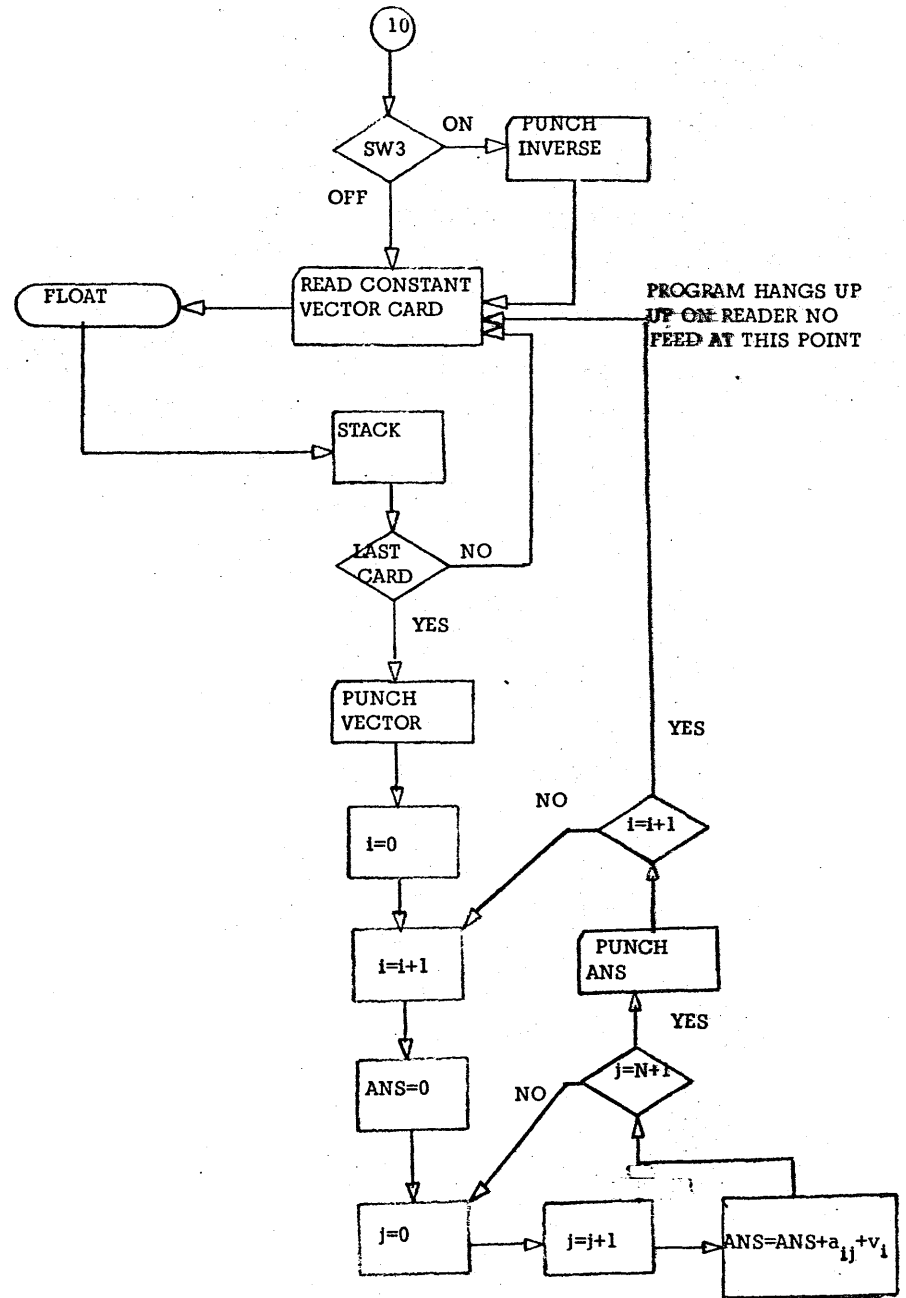 10
SW3
ON
PUNCH
INVERSE
OFF
READ CONSTANT
VECTOR CARD
FLOAT
PROGRAM HANGS UP
UP ON READER NO
FEED AT THIS POINT
STACK
LAST
CARD
NO
YES
PUNCH
VECTOR
YES
NO
i=i+1
i=0
i=i+1
PUNCH
ANS
YES
ANS=0
j=N+1
NO
j=0
j=j+1
ANS=ANS+aij+vi